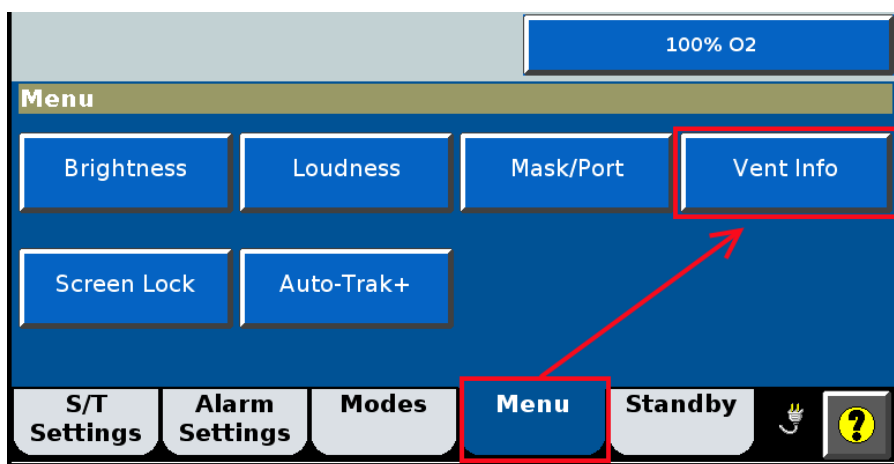 100% O2
Menu
Brightness Loudness Mask/Port Vent Info
Screen Lock Auto-Trak+
S/T Alarm Modes Menu Standby
Settings Settings
?